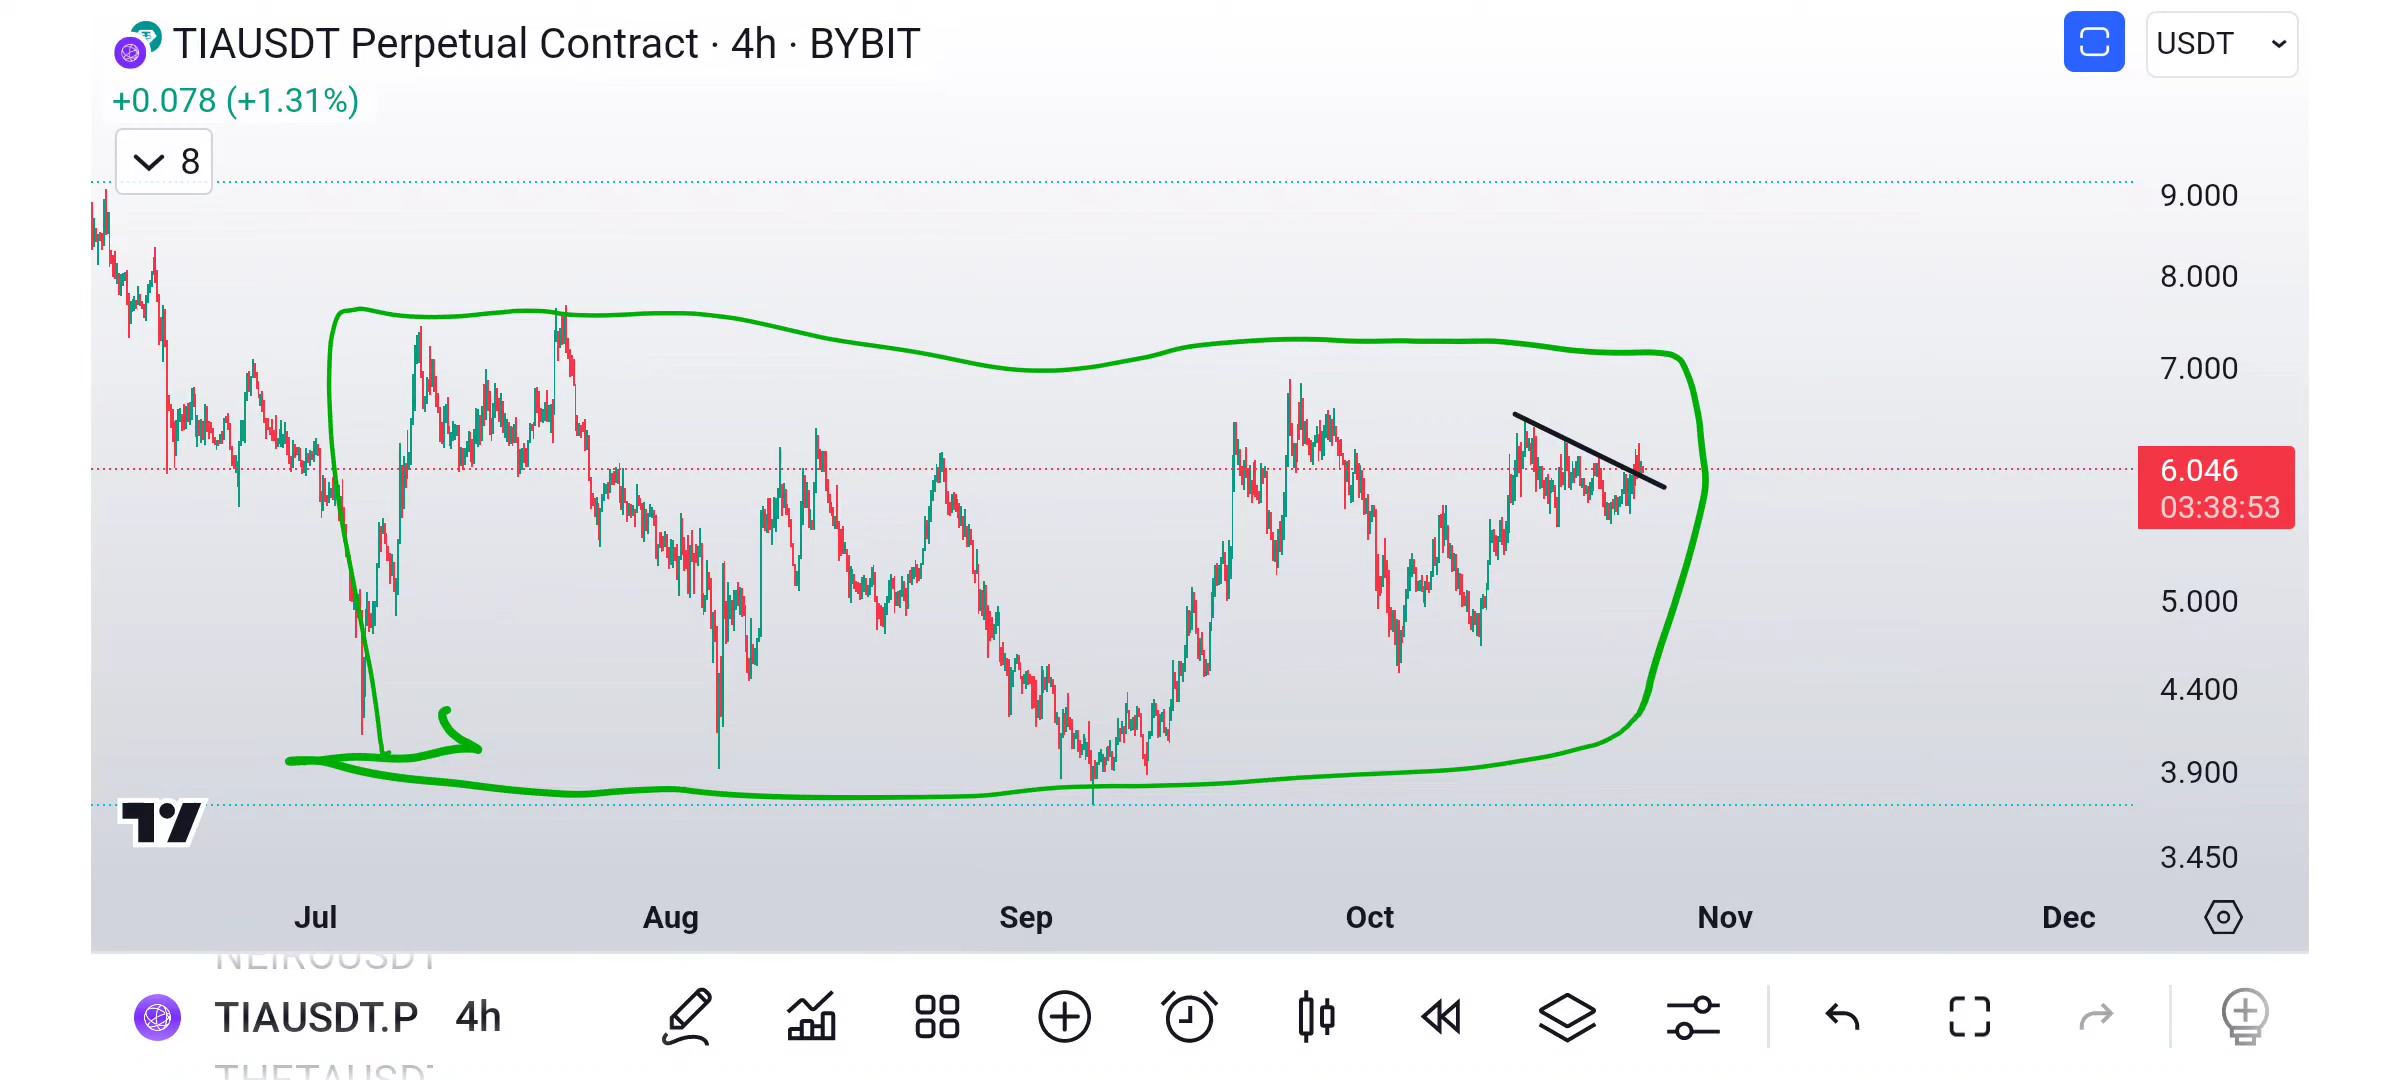 TIAUSDT Perpetual Contract · 4h · BYBIT
USDT
+0.078 (+1.31%)
8
9.000
8.000
7.000
6.046
03:38:53
5.000
4.400
3.900
3.450
Jul Aug Sep Oct Nov Dec
NEIROUSDT
TIAUSDT.P 4h
THETAUSDT